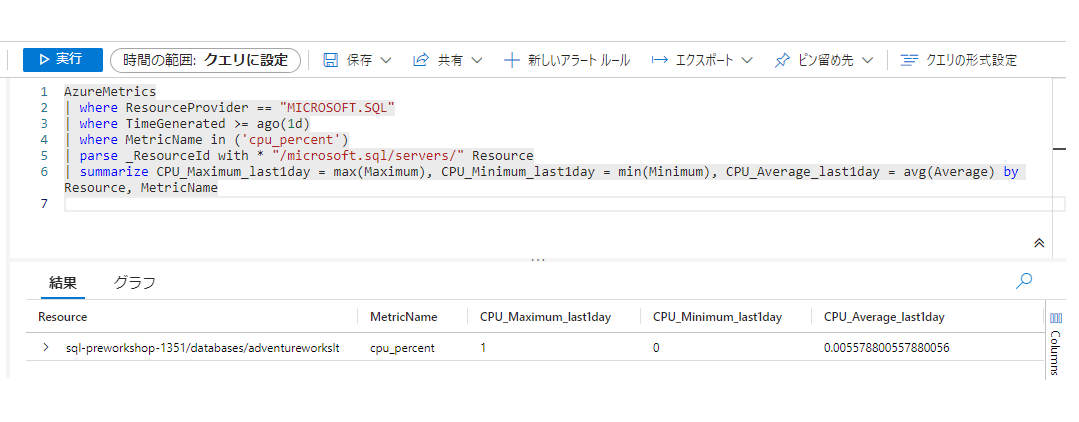 実行 時間の範囲: クエリに設定 保存 共有 新しいアラート ルール エクスポート ピン留め先 クエリの形式設定
1 AzureMetrics
2 | where ResourceProvider == "MICROSOFT.SQL"
3 | where TimeGenerated >= ago(1d)
4 | where MetricName in ('cpu_percent')
5 | parse _ResourceId with * "/microsoft.sql/servers/" Resource
6 | summarize CPU_Maximum_last1day = max(Maximum), CPU_Minimum_last1day = min(Minimum), CPU_Average_last1day = avg(Average) by
Resource, MetricName
7
...
結果 グラフ
Resource MetricName CPU_Maximum_last1day CPU_Minimum_last1day CPU_Average_last1day
sql-preworkshop-1351/databases/adventureworkslt cpu_percent 1 0 0.005578800557880056
Columns